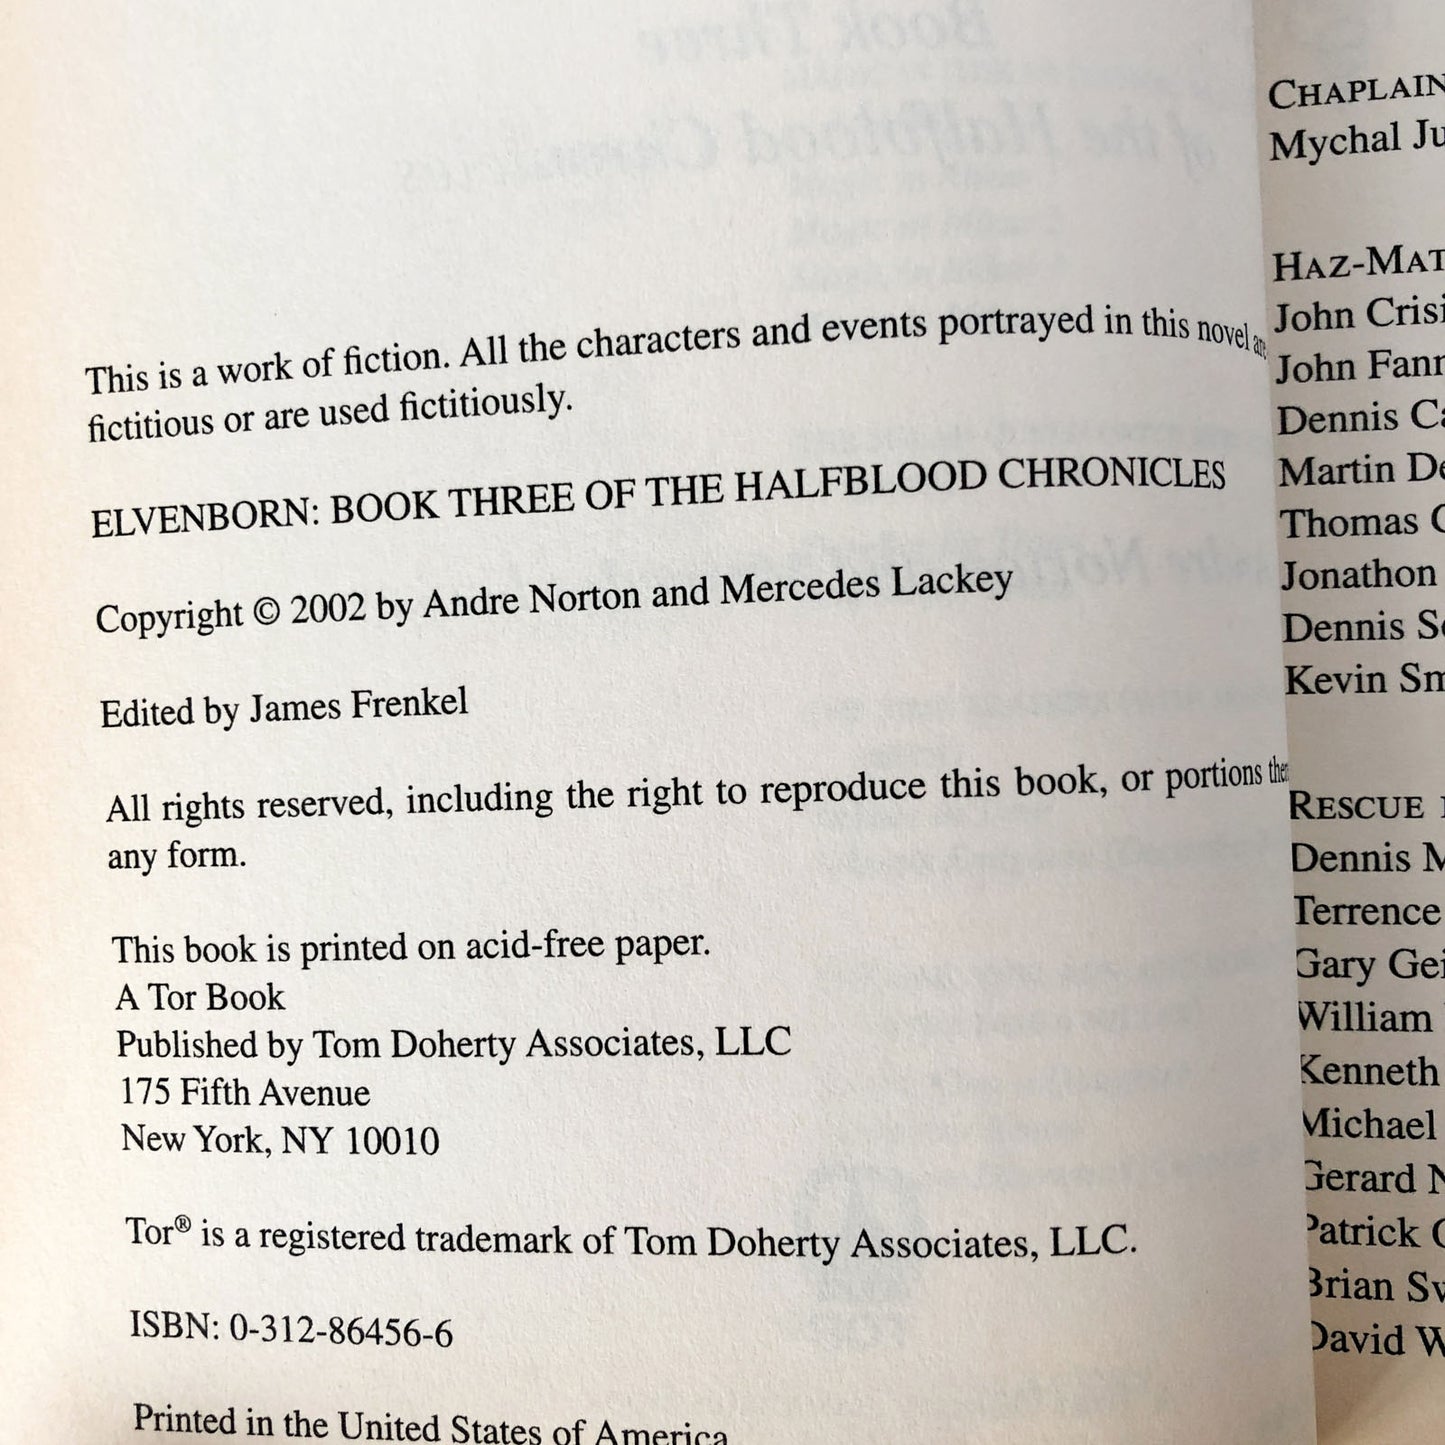 This is a work of fiction. All the characters and events portrayed in this novel are
fictitious or are used fictitiously.
ELVENBORN: BOOK THREE OF THE HALFBLOOD CHRONICLES
Copyright © 2002 by Andre Norton and Mercedes Lackey
Edited by James Frenkel
All rights reserved, including the right to reproduce this book, or portions
any form.
This book is printed on acid-free paper.
A Tor Book
Published by Tom Doherty Associates, LLC
175 Fifth Avenue
New York, NY 10010
Tor® is a registered trademark of Tom Doherty Associates, LLC.
ISBN: 0-312-86456-6
Printed in the United States of America
CHAPLAIN
Mychal
HAZ-MAT
John
John
Dennis
Martin
Thomas
Jonathon
Dennis
Kevin
RESCUE
Dennis
Terrence
Gary
William
Kenneth
Michael
Gerard
Patrick
Brian
David